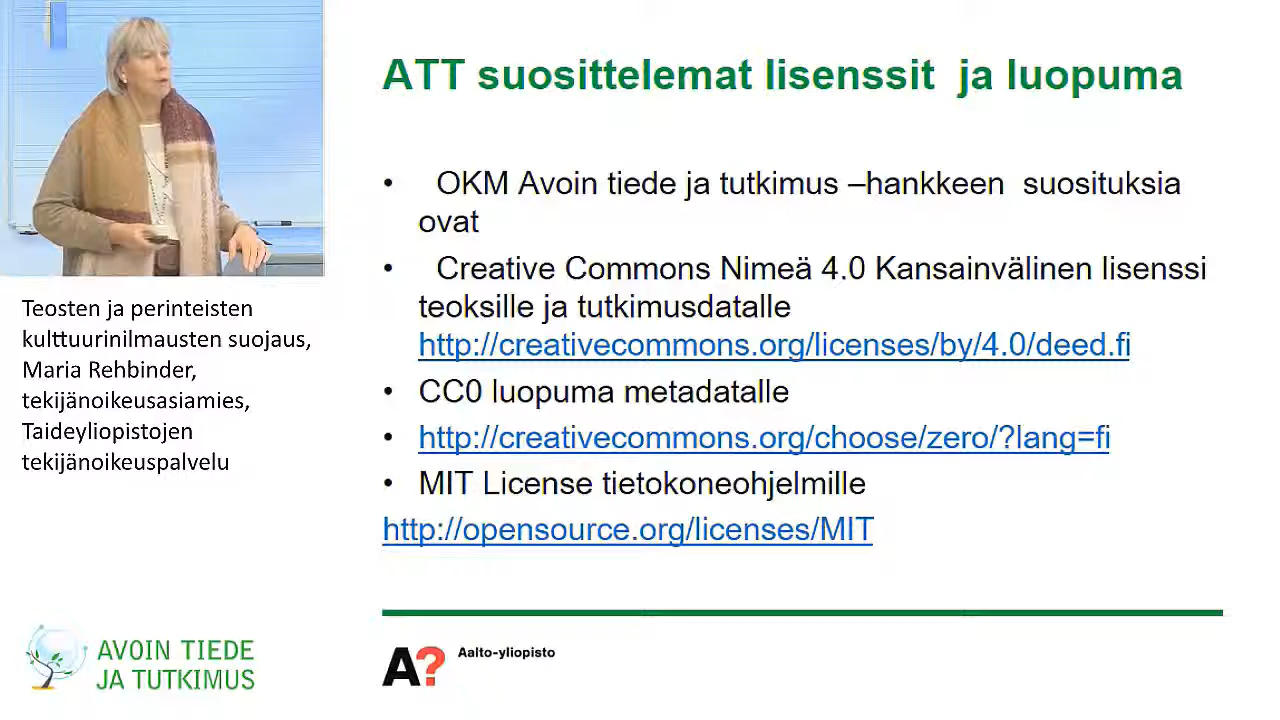 ATT suosittelemat lisenssit ja luopuma
• OKM Avoin tiede ja tutkimus –hankkeen suosituksia
ovat
• Creative Commons Nimeä 4.0 Kansainvälinen lisenssi
teoksille ja tutkimusdatalle
http://creativecommons.org/licenses/by/4.0/deed.fi
• CC0 luopuma metadatalle
• http://creativecommons.org/choose/zero/?lang=fi
• MIT License tietokoneohjelmille
http://opensource.org/licenses/MIT
Teosten ja perinteisten
kulttuurinilmausten suojaus,
Maria Rehbinder,
tekijänoikeusasiamies,
Taideyliopistojen
tekijänoikeuspalvelu
AVOIN TIEDE
JA TUTKIMUS
A?
Aalto-yliopisto